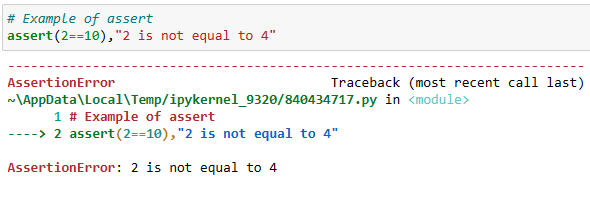 # Example of assert
assert(2==10),"2 is not equal to 4"
---------------------------------------------------------------------------
AssertionError                            Traceback (most recent call last)
~\AppData\Local\Temp/ipykernel_9320/840434717.py in <module>
      1 # Example of assert
----> 2 assert(2==10),"2 is not equal to 4"
AssertionError: 2 is not equal to 4